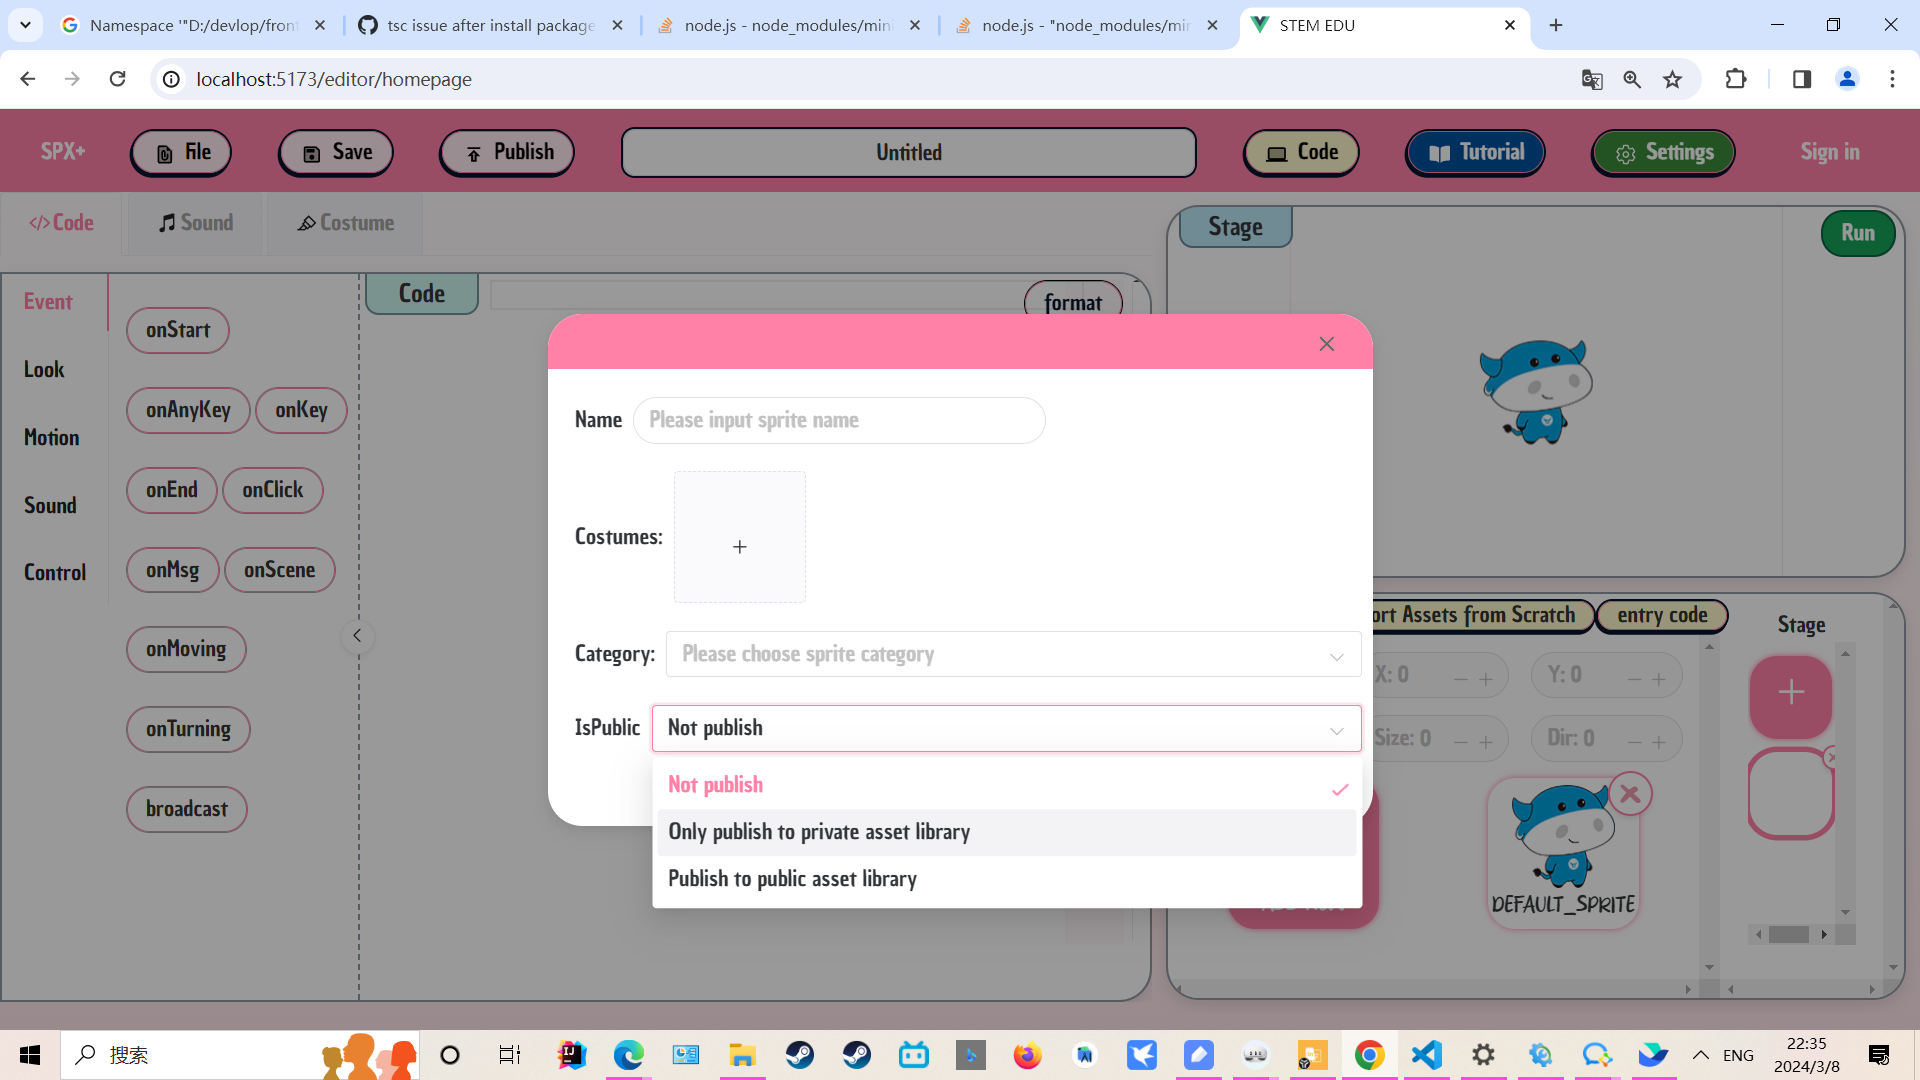 Namespace '"D:/devlop/front
tsc issue after install package
node.js - node_modules/mini
node.js - "node_modules/min
STEM EDU
localhost:5173/editor/homepage
SPX+
File
Save
Publish
Untitled
Code
Tutorial
Settings
Sign in
</>Code
Sound
Costume
Stage
Run
Event
Look
Motion
Sound
Control
onStart
onAnyKey
onKey
onEnd
onClick
onMsg
onScene
onMoving
onTurning
broadcast
Code
format
Name
Please input sprite name
Costumes:
Category:
Please choose sprite category
IsPublic
Not publish
Not publish
Only publish to private asset library
Publish to public asset library
ort Assets from Scratch
entry code
Stage
X: 0
Y: 0
Size: 0
Dir: 0
DEFAULT_SPRITE
搜索
ENG
22:35
2024/3/8